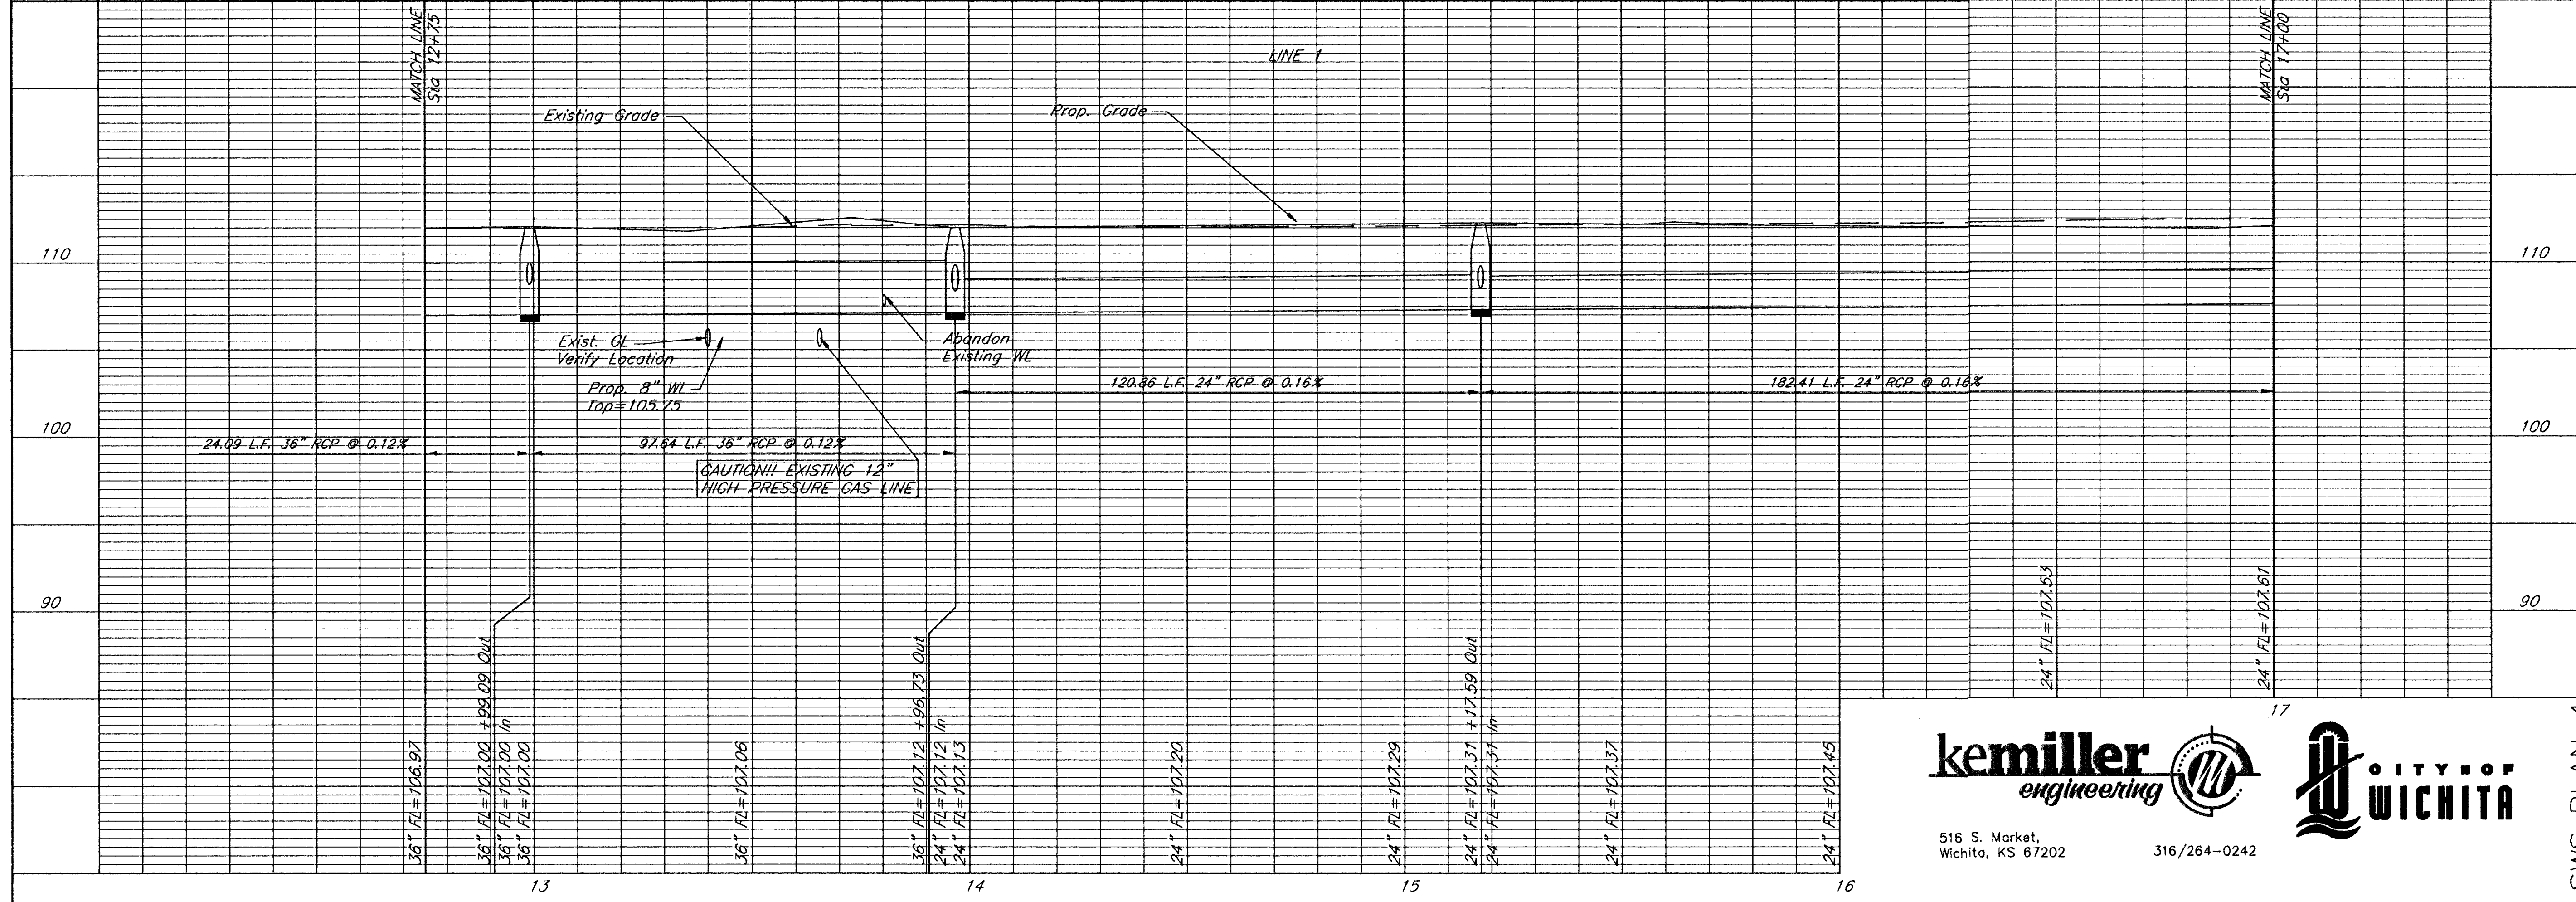 MATCH LINE
Sta 12+75
LINE 1
MATCH LINE
Sta 17+00
Existing Grade
Prop. Grade
110
110
Exist. GL
Verify Location
Abandon
Existing WL
Prop. 8" WL
Top=105.75
120.86 L.F. 24" RCP @ 0.16%
182.41 L.F. 24" RCP @ 0.16%
100
100
24.09 L.F. 36" RCP @ 0.12%
97.64 L.F. 36" RCP @ 0.12%
CAUTION!! EXISTING 12"
HIGH PRESSURE GAS LINE
90
90
36" FL=106.97
36" FL=107.00 +99.09 Out
36" FL=107.00 In
36" FL=107.00
36" FL=107.06
36" FL=107.12 +96.73 Out
24" FL=107.12 In
24" FL=107.13
24" FL=107.20
24" FL=107.29
24" FL=107.31 +17.59 Out
24" FL=107.31 In
24" FL=107.37
24" FL=107.45
24" FL=107.53
24" FL=107.61
13
14
15
16
17
kemiller
engineering
CITY OF
WICHITA
516 S. Market,
Wichita, KS 67202
316/264-0242